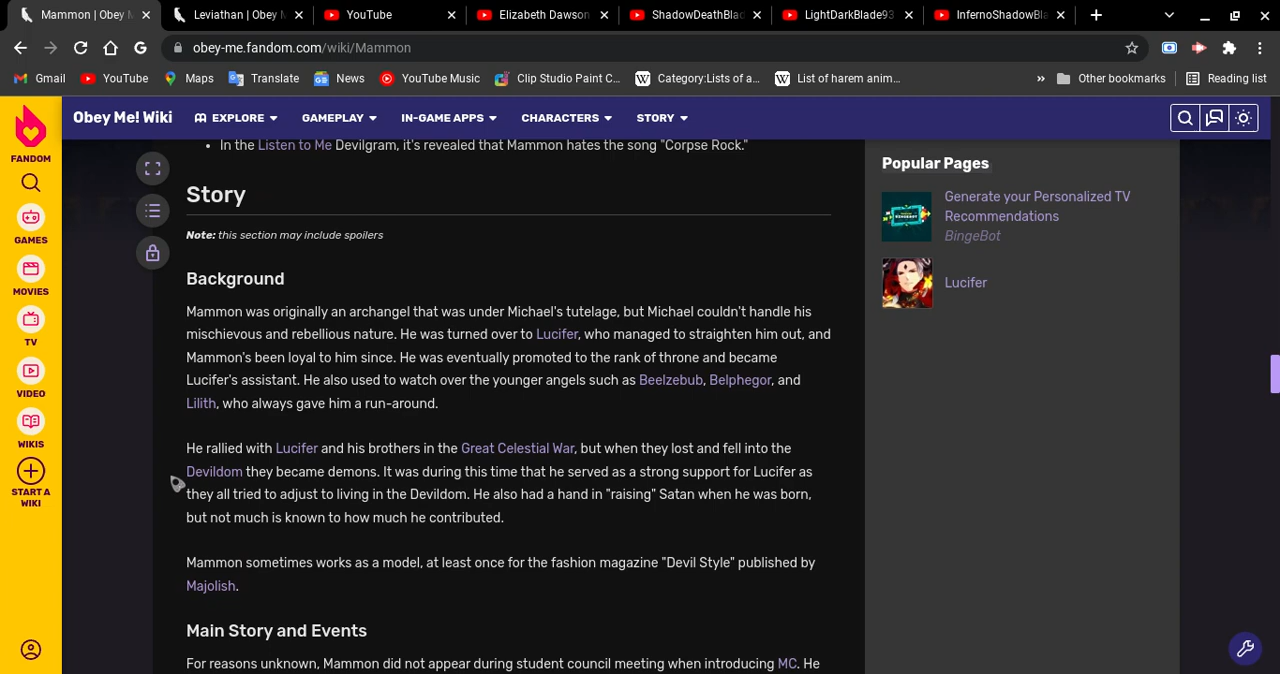 Mammon | Obey M
Leviathan | Obey M
YouTube
Elizabeth Dawson
ShadowDeathBlad
LightDarkBlade93
InfernoShadowBla
obey-me.fandom.com/wiki/Mammon
Gmail
YouTube
Maps
Translate
News
YouTube Music
Clip Studio Paint C...
Category:Lists of a...
List of harem anim...
»
Other bookmarks
Reading list
FANDOM
GAMES
MOVIES
TV
VIDEO
WIKIS
START A
WIKI
Obey Me! Wiki
EXPLORE
GAMEPLAY
IN-GAME APPS
CHARACTERS
STORY
• In the Listen to Me Devilgram, it's revealed that Mammon hates the song "Corpse Rock."
Story
Note: this section may include spoilers
Background
Mammon was originally an archangel that was under Michael's tutelage, but Michael couldn't handle his
mischievous and rebellious nature. He was turned over to Lucifer, who managed to straighten him out, and
Mammon's been loyal to him since. He was eventually promoted to the rank of throne and became
Lucifer's assistant. He also used to watch over the younger angels such as Beelzebub, Belphegor, and
Lilith, who always gave him a run-around.
He rallied with Lucifer and his brothers in the Great Celestial War, but when they lost and fell into the
Devildom they became demons. It was during this time that he served as a strong support for Lucifer as
they all tried to adjust to living in the Devildom. He also had a hand in "raising" Satan when he was born,
but not much is known to how much he contributed.
Mammon sometimes works as a model, at least once for the fashion magazine "Devil Style" published by
Majolish.
Main Story and Events
For reasons unknown, Mammon did not appear during student council meeting when introducing MC. He
Popular Pages
Generate your Personalized TV
Recommendations
BingeBot
Lucifer